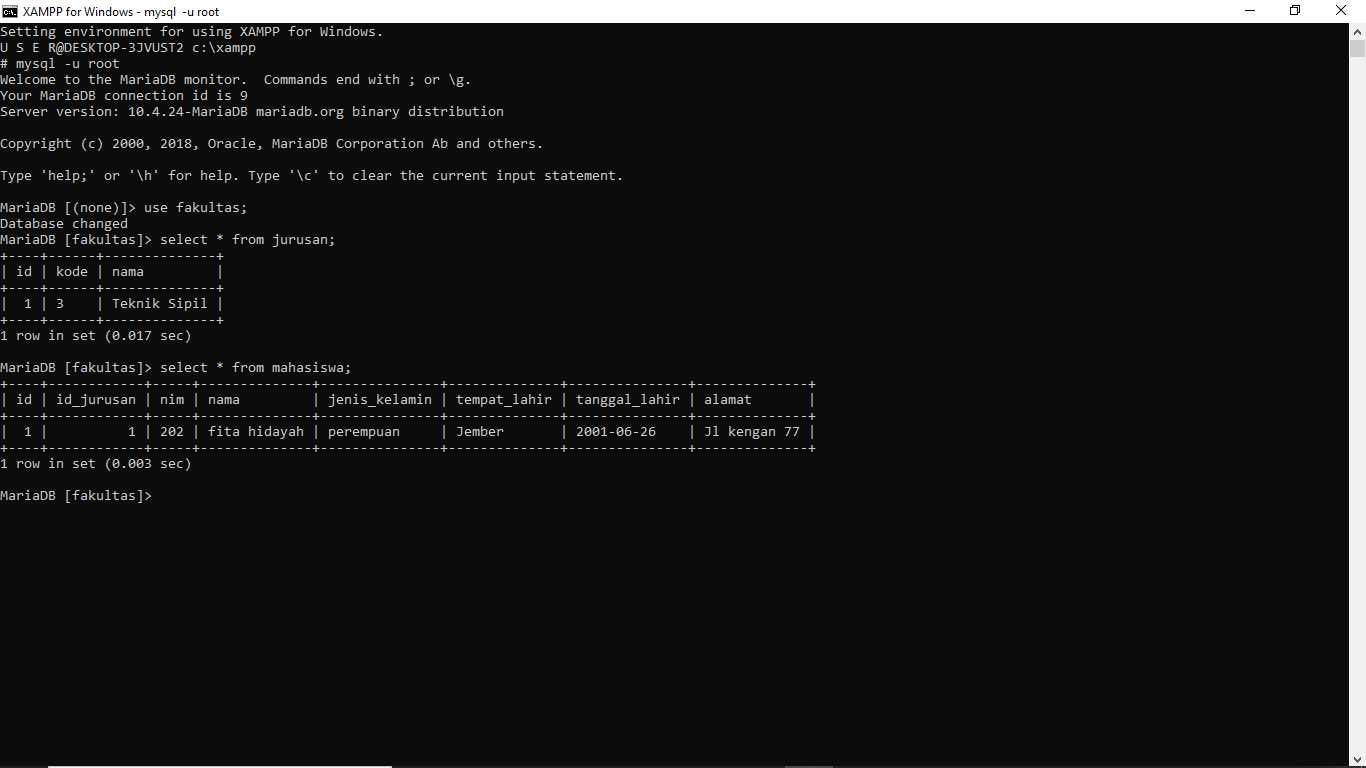 XAMPP for Windows - mysql  -u root
Setting environment for using XAMPP for Windows.
U S E R@DESKTOP-3JVUST2 c:\xampp
# mysql -u root
Welcome to the MariaDB monitor.  Commands end with ; or \g.
Your MariaDB connection id is 9
Server version: 10.4.24-MariaDB mariadb.org binary distribution

Copyright (c) 2000, 2018, Oracle, MariaDB Corporation Ab and others.

Type 'help;' or '\h' for help. Type '\c' to clear the current input statement.

MariaDB [(none)]> use fakultas;
Database changed
MariaDB [fakultas]> select * from jurusan;
+----+------+--------------+
| id | kode | nama         |
+----+------+--------------+
|  1 | 3    | Teknik Sipil |
+----+------+--------------+
1 row in set (0.017 sec)

MariaDB [fakultas]> select * from mahasiswa;
+----+------------+-----+--------------+---------------+--------------+---------------+--------------+
| id | id_jurusan | nim | nama         | jenis_kelamin | tempat_lahir | tanggal_lahir | alamat       |
+----+------------+-----+--------------+---------------+--------------+---------------+--------------+
|  1 |          1 | 202 | fita hidayah | perempuan     | Jember       | 2001-06-26    | Jl kengan 77 |
+----+------------+-----+--------------+---------------+--------------+---------------+--------------+
1 row in set (0.003 sec)

MariaDB [fakultas]>